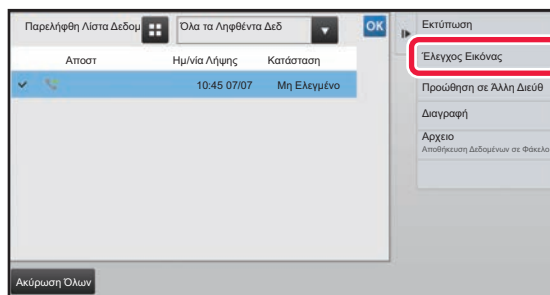 Παρελήφθη Λίστα Δεδομ
Όλα τα Ληφθέντα Δεδ
OK
Αποστ
Ημ/νία Λήψης
Κατάσταση
10:45 07/07
Μη Ελεγμένο
Ακύρωση Όλων
Εκτύπωση
Έλεγχος Εικόνας
Προώθηση σε Άλλη Διεύθ
Διαγραφή
Αρχειο
Αποθήκευση Δεδομένων σε Φάκελο